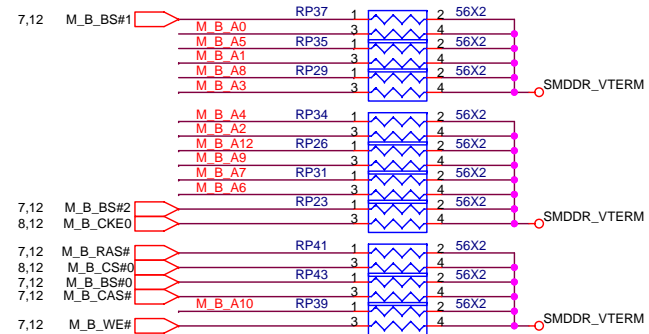 7,12 M_B_BS#1 RP37 1 2 56X2
M_B_A0 3 4
M_B_A5 RP35 1 2 56X2
M_B_A1 3 4
M_B_A8 RP29 1 2 56X2
M_B_A3 3 4 SMDDR_VTERM
M_B_A4 RP34 1 2 56X2
M_B_A2 3 4
M_B_A12 RP26 1 2 56X2
M_B_A9 3 4
M_B_A7 RP31 1 2 56X2
M_B_A6 3 4
7,12 M_B_BS#2 RP23 1 2 56X2
8,12 M_B_CKE0 3 4 SMDDR_VTERM
7,12 M_B_RAS# RP41 1 2 56X2
8,12 M_B_CS#0 3 4
7,12 M_B_BS#0 RP43 1 2 56X2
7,12 M_B_CAS# 3 4
M_B_A10 RP39 1 2 56X2
7,12 M_B_WE# 3 4 SMDDR_VTERM